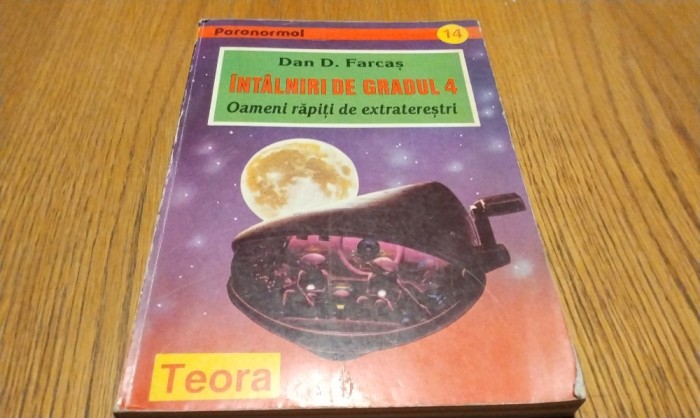 Paranormal
14
Dan D. Farcaș
ÎNTÂLNIRI DE GRADUL 4
Oameni răpiți de extratereștri
Teora